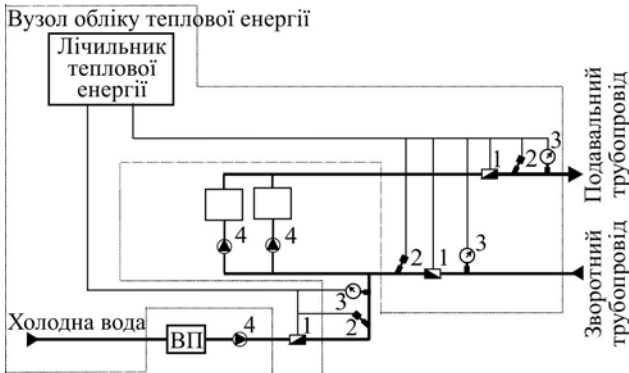 Вузол обліку теплової енергії
Лічильник
теплової
енергії
1
2
3
Подавальний
трубопровід
4
4
2
1
3
Зворотний
трубопровід
3
2
Холодна вода
ВП
4
1